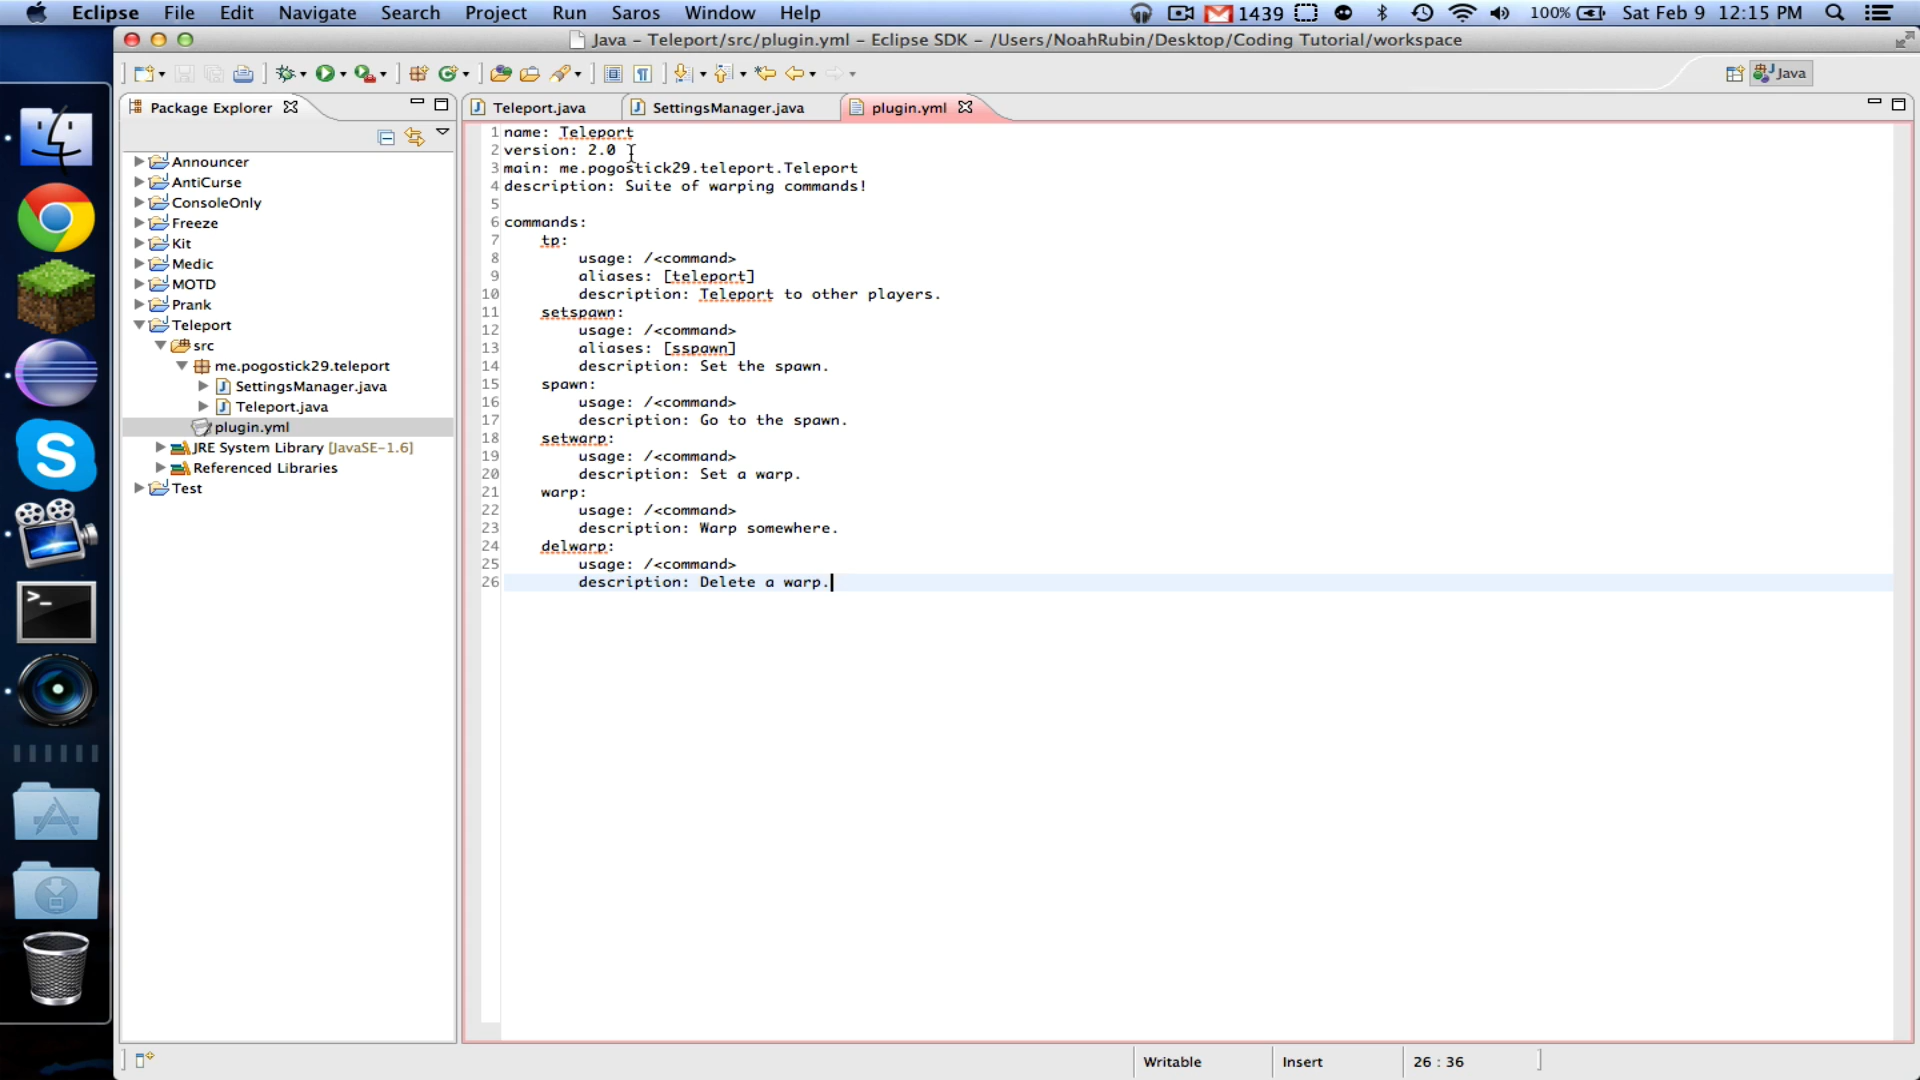 Eclipse File Edit Navigate Search Project Run Saros Window Help 1439 100% Sat Feb 9 12:15 PM
Java - Teleport/src/plugin.yml - Eclipse SDK - /Users/NoahRubin/Desktop/Coding Tutorial/workspace
Java
Package Explorer
Teleport.java SettingsManager.java plugin.yml
Announcer
AntiCurse
ConsoleOnly
Freeze
Kit
Medic
MOTD
Prank
Teleport
src
me.pogostick29.teleport
SettingsManager.java
Teleport.java
plugin.yml
JRE System Library [JavaSE-1.6]
Referenced Libraries
Test
1 name: Teleport
2 version: 2.0
3 main: me.pogostick29.teleport.Teleport
4 description: Suite of warping commands!
5
6 commands:
7 tp:
8 usage: /<command>
9 aliases: [teleport]
10 description: Teleport to other players.
11 setspawn:
12 usage: /<command>
13 aliases: [sspawn]
14 description: Set the spawn.
15 spawn:
16 usage: /<command>
17 description: Go to the spawn.
18 setwarp:
19 usage: /<command>
20 description: Set a warp.
21 warp:
22 usage: /<command>
23 description: Warp somewhere.
24 delwarp:
25 usage: /<command>
26 description: Delete a warp.
Writable Insert 26 : 36